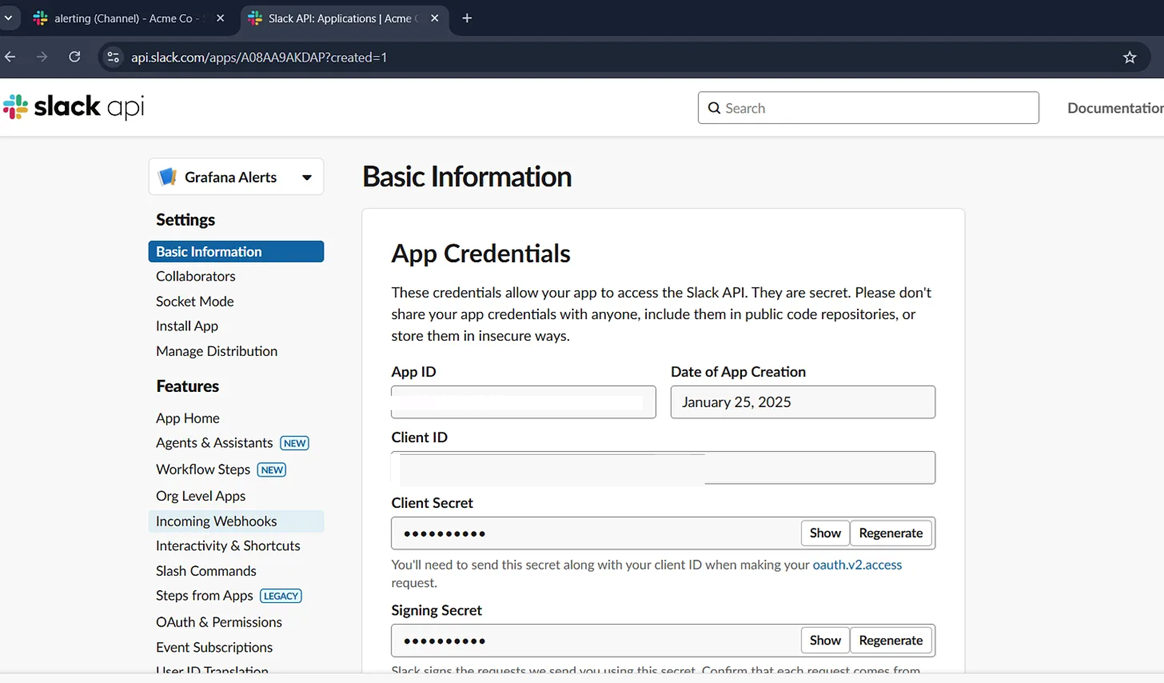 alerting (Channel) - Acme Co -
Slack API: Applications | Acme
api.slack.com/apps/A08AA9AKDAP?created=1
slack api
Search
Documentation
Grafana Alerts
Settings
Basic Information
Collaborators
Socket Mode
Install App
Manage Distribution
Features
App Home
Agents & Assistants NEW
Workflow Steps NEW
Org Level Apps
Incoming Webhooks
Interactivity & Shortcuts
Slash Commands
Steps from Apps LEGACY
OAuth & Permissions
Event Subscriptions
User ID Translation
Basic Information
App Credentials
These credentials allow your app to access the Slack API. They are secret. Please don't
share your app credentials with anyone, include them in public code repositories, or
store them in insecure ways.
App ID
Date of App Creation
January 25, 2025
Client ID
Client Secret
•••••••••• Show Regenerate
You'll need to send this secret along with your client ID when making your oauth.v2.access
request.
Signing Secret
•••••••••• Show Regenerate
Slack signs the requests we send you using this secret. Confirm that each request comes from